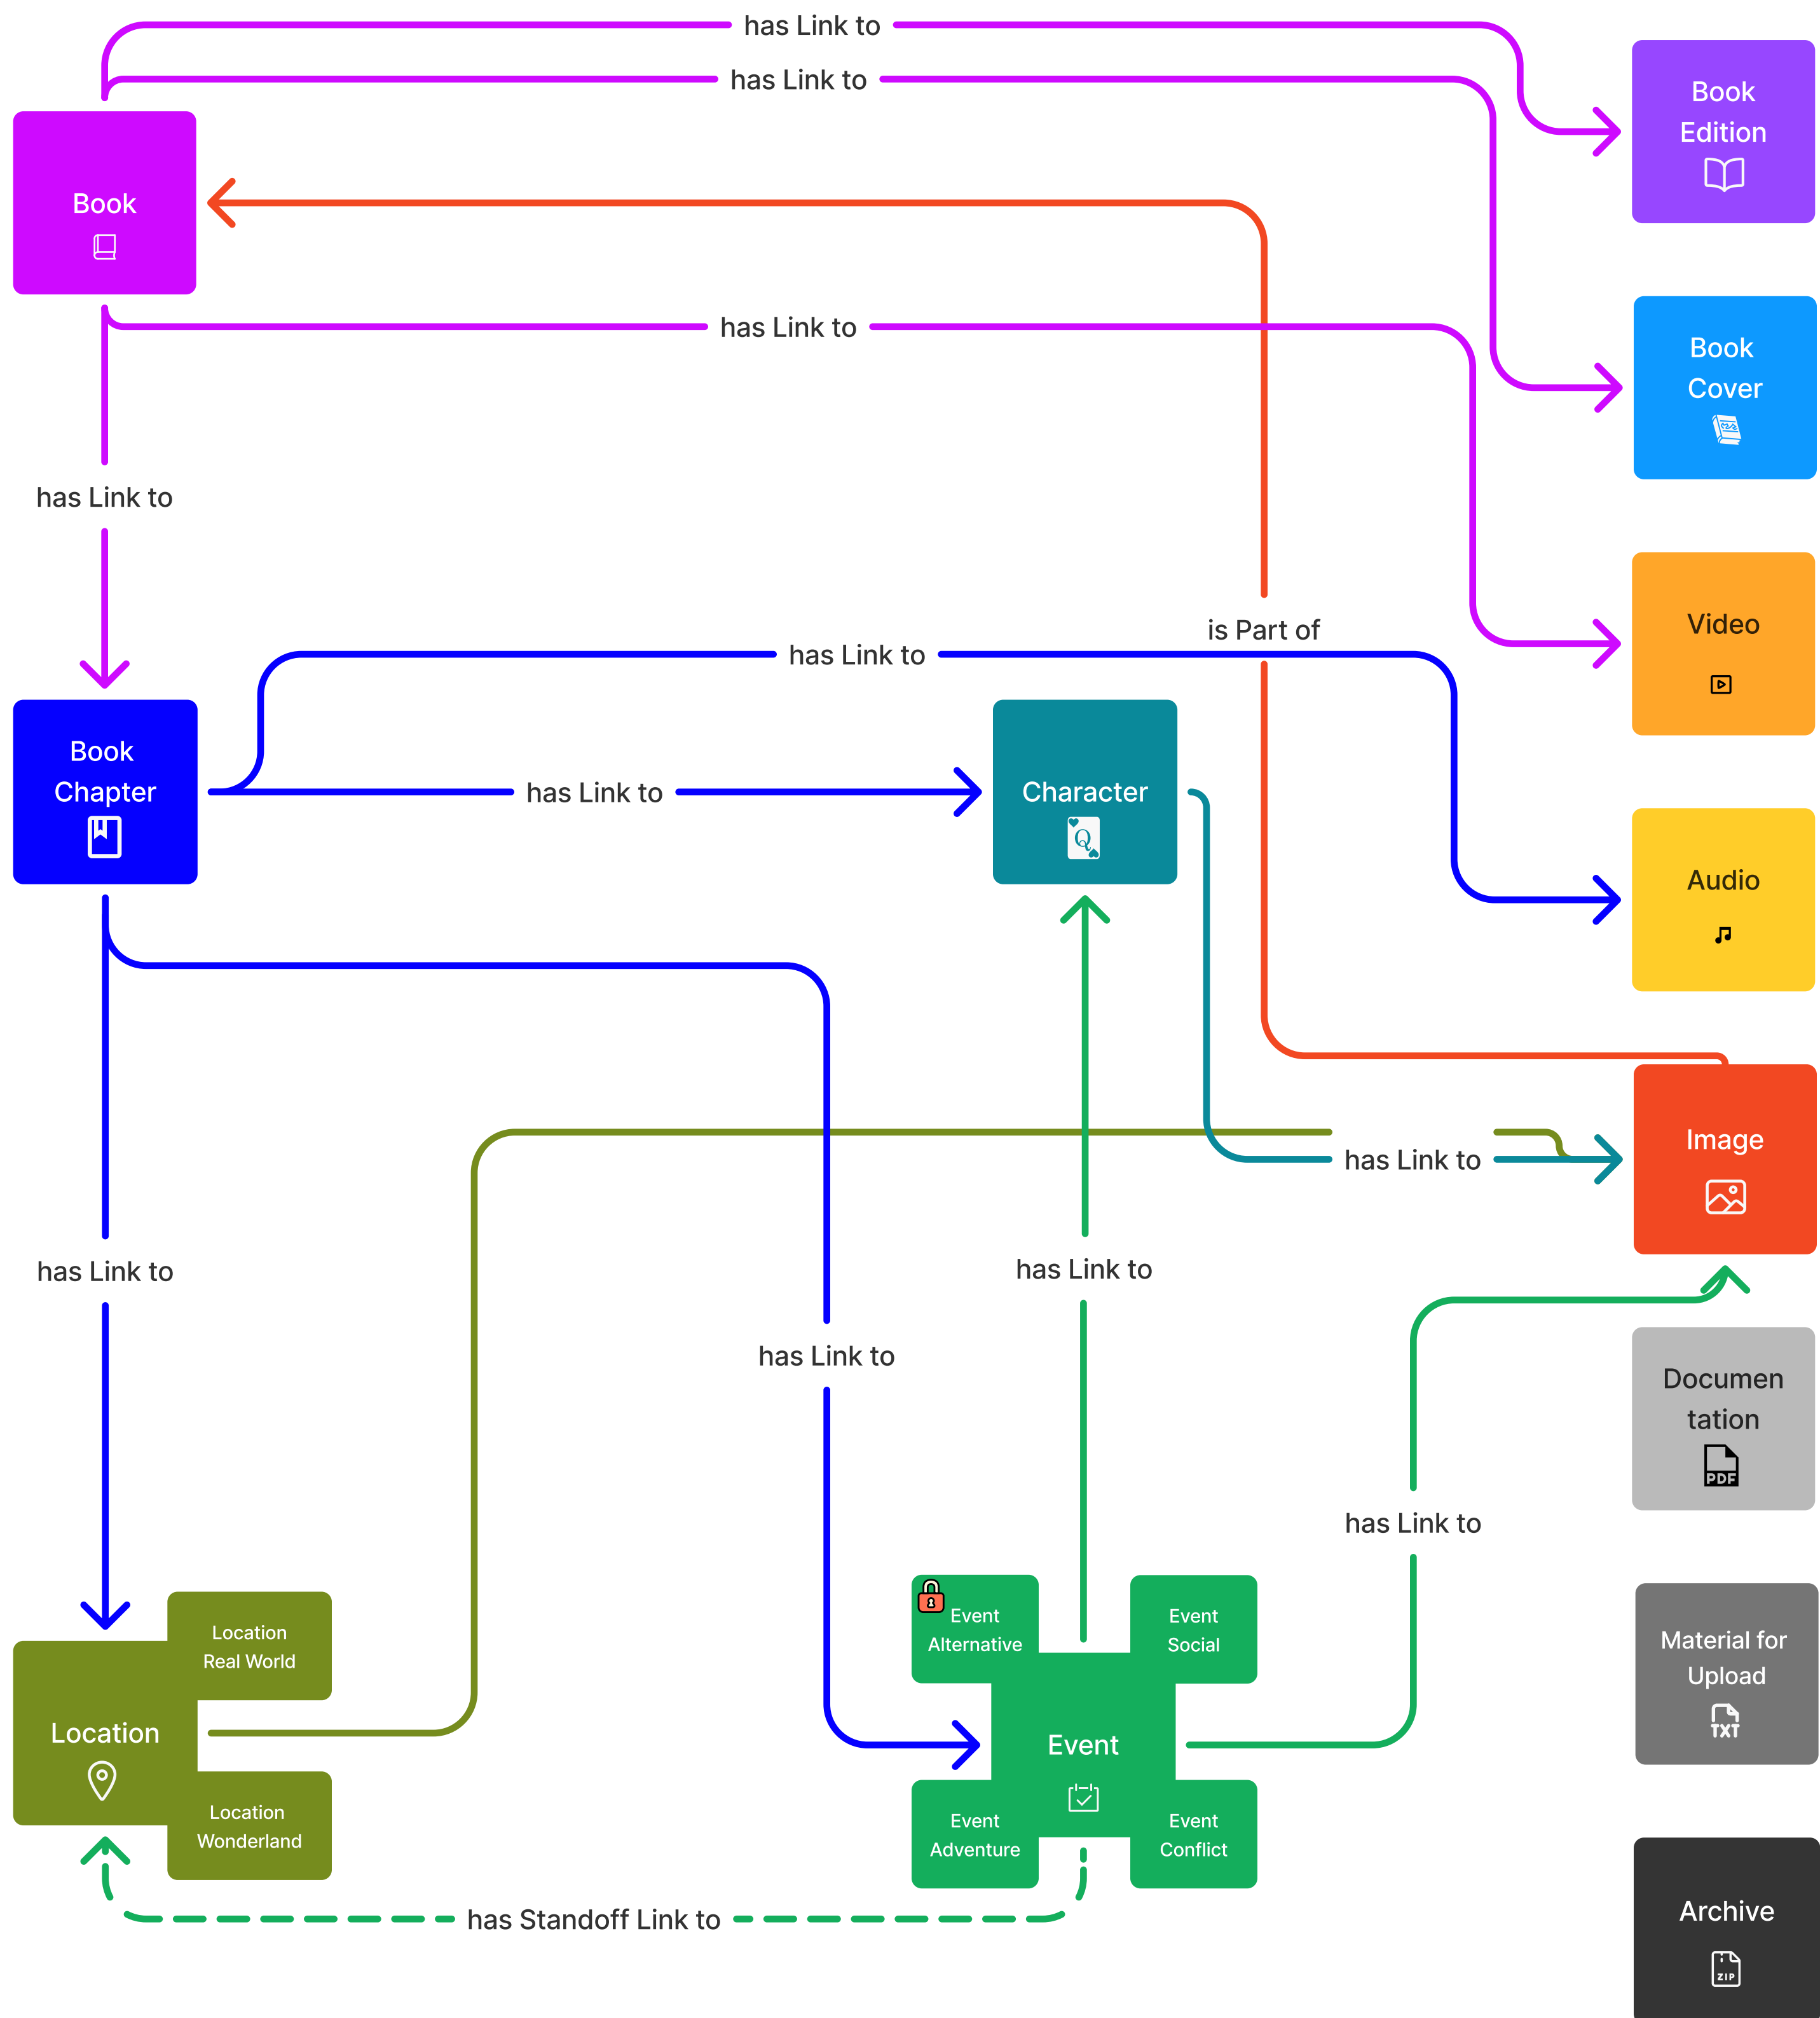 has Link to
has Link to
Book
Edition
Book
has Link to
Book
Cover
has Link to
is Part of
Video
has Link to
Book
Chapter
has Link to
Character
Q
Audio
has Link to
Image
has Link to
has Link to
has Link to
Documen
tation
PDF
has Link to
Event
Alternative
Event
Social
Location
Real World
Material for
Upload
TXT
Location
Event
Location
Wonderland
Event
Adventure
Event
Conflict
has Standoff Link to
Archive
ZIP